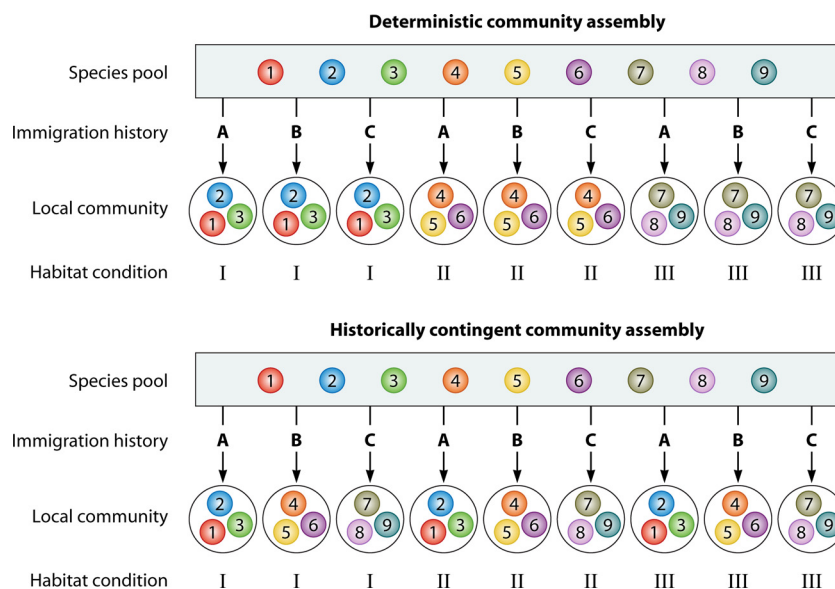 Deterministic community assembly
Species pool 1 2 3 4 5 6 7 8 9
Immigration history A B C A B C A B C
Local community 2 1 3 2 1 3 2 1 3 4 5 6 4 5 6 4 5 6 7 8 9 7 8 9 7 8 9
Habitat condition I I I II II II III III III
Historically contingent community assembly
Species pool 1 2 3 4 5 6 7 8 9
Immigration history A B C A B C A B C
Local community 2 1 3 4 5 6 7 8 9 2 1 3 4 5 6 7 8 9 2 1 3 4 5 6 7 8 9
Habitat condition I I I II II II III III III